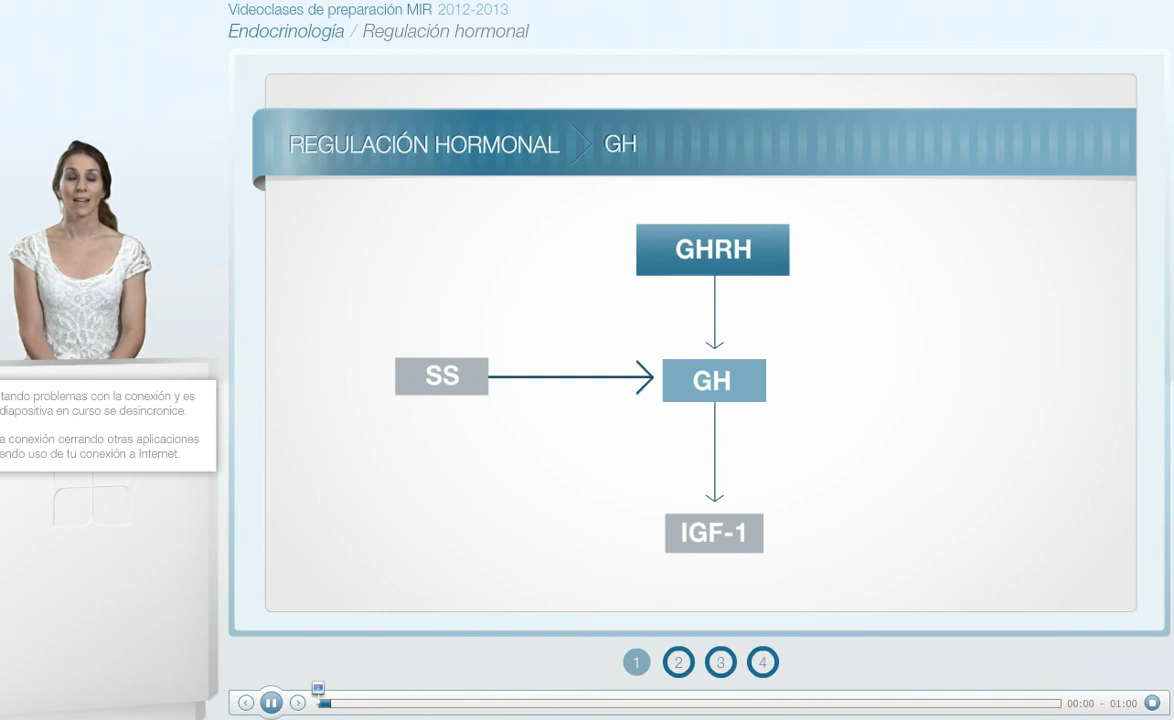 Videoclases de preparación MIR 2012-2013
Endocrinología / Regulación hormonal
REGULACIÓN HORMONAL GH
GHRH
SS
GH
IGF-1
tando problemas con la conexión y es
diapositiva en curso se desincronice.
a conexión cerrando otras aplicaciones
endo uso de tu conexión a Internet.
1 2 3 4
00:00 - 01:00